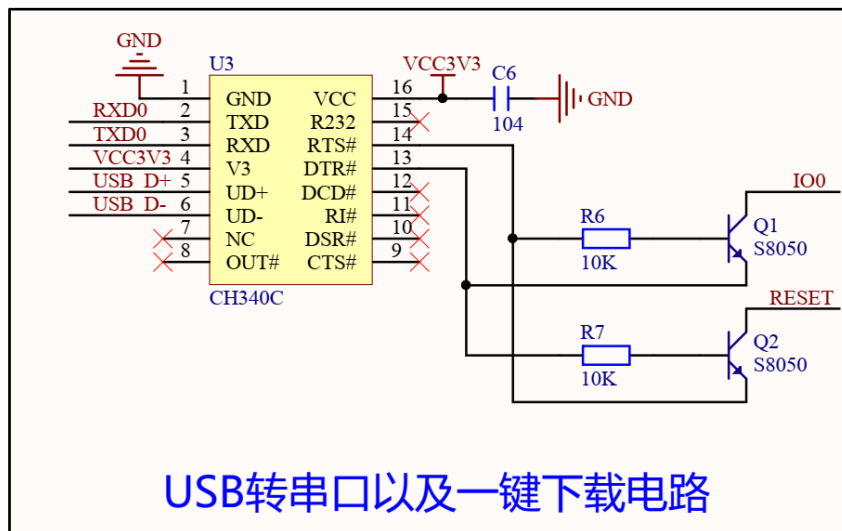 GND
U3
VCC3V3
C6
GND
104
1 GND VCC 16
RXD0 2 TXD R232 15
TXD0 3 RXD RTS# 14
VCC3V3 4 V3 DTR# 13
USB D+ 5 UD+ DCD# 12
USB D- 6 UD- RI# 11
7 NC DSR# 10
8 OUT# CTS# 9
CH340C
IO0
R6
10K
Q1
S8050
RESET
R7
10K
Q2
S8050
USB转串口以及一键下载电路